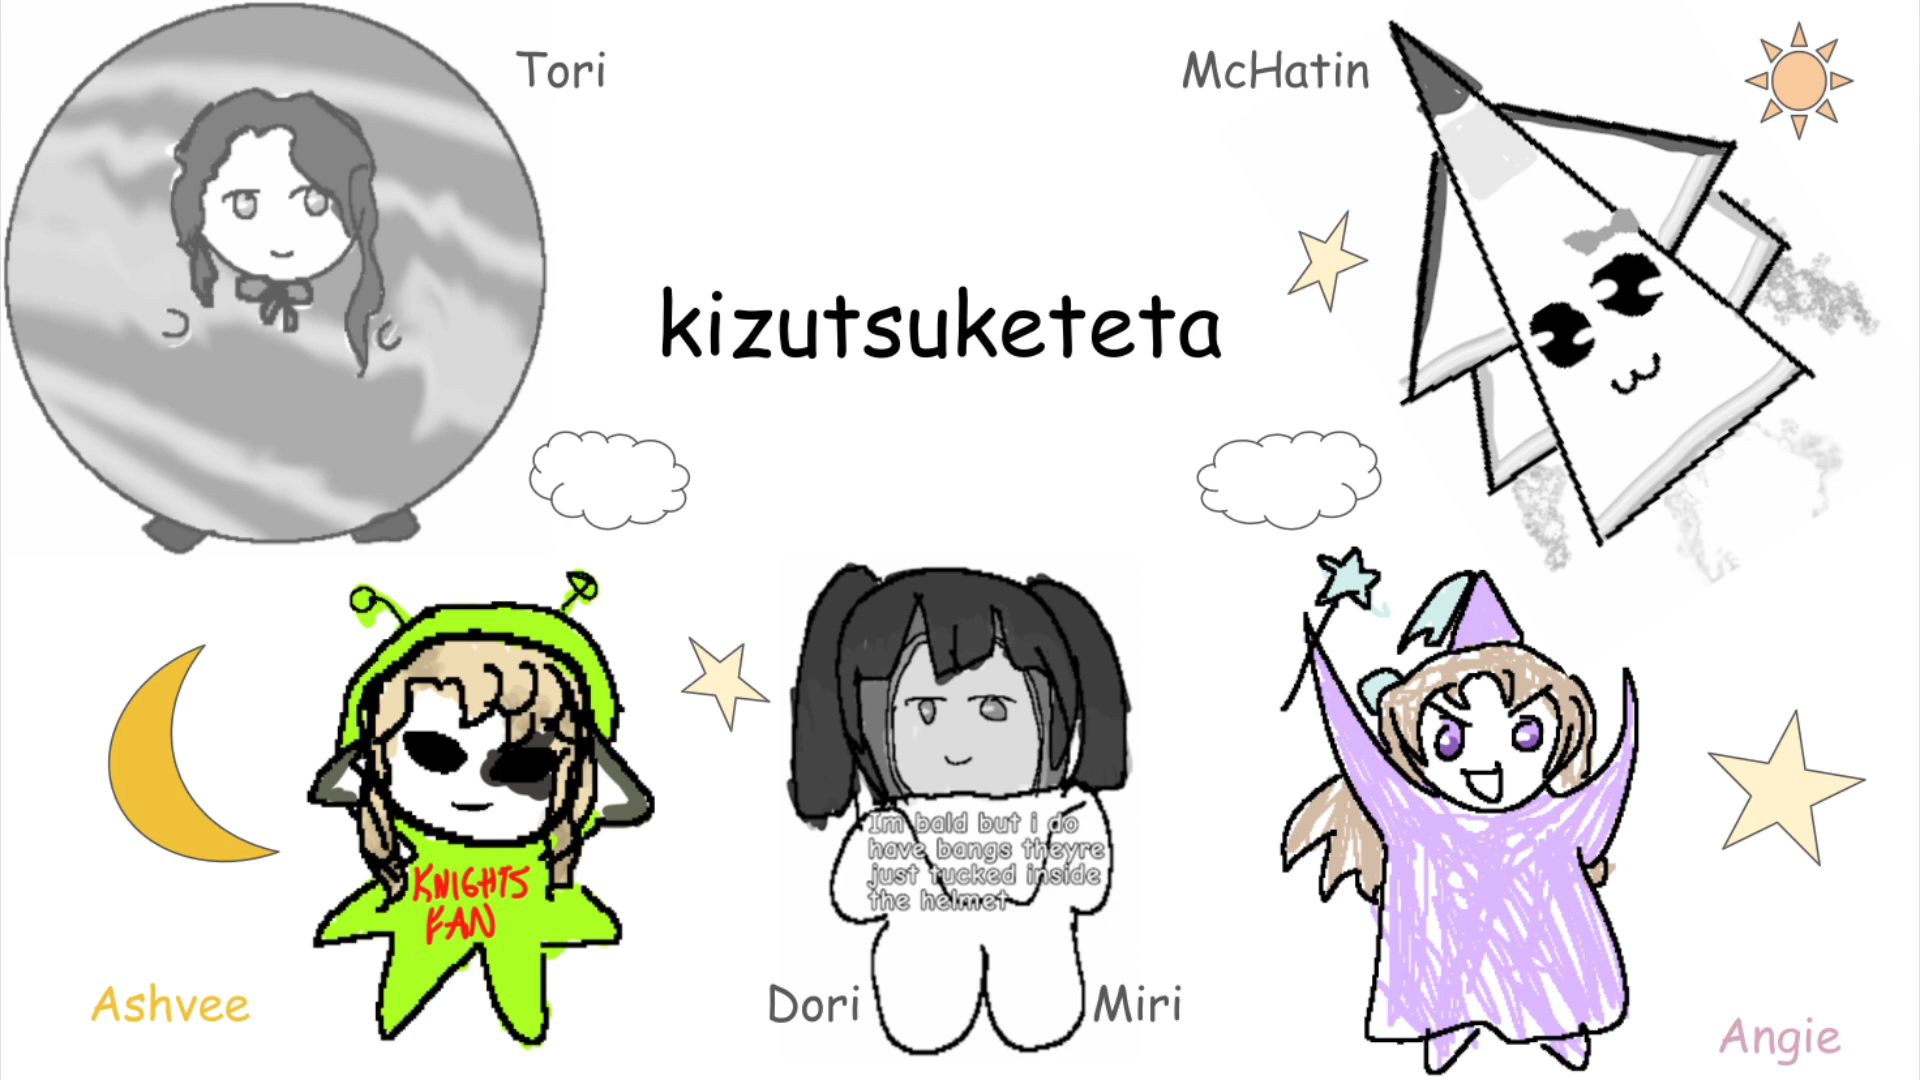 Tori
McHatin
kizutsuketeta
KNIGHTS
FAN
Im bald but i do
have bangs theyre
just tucked inside
the helmet
Ashvee
Dori
Miri
Angie